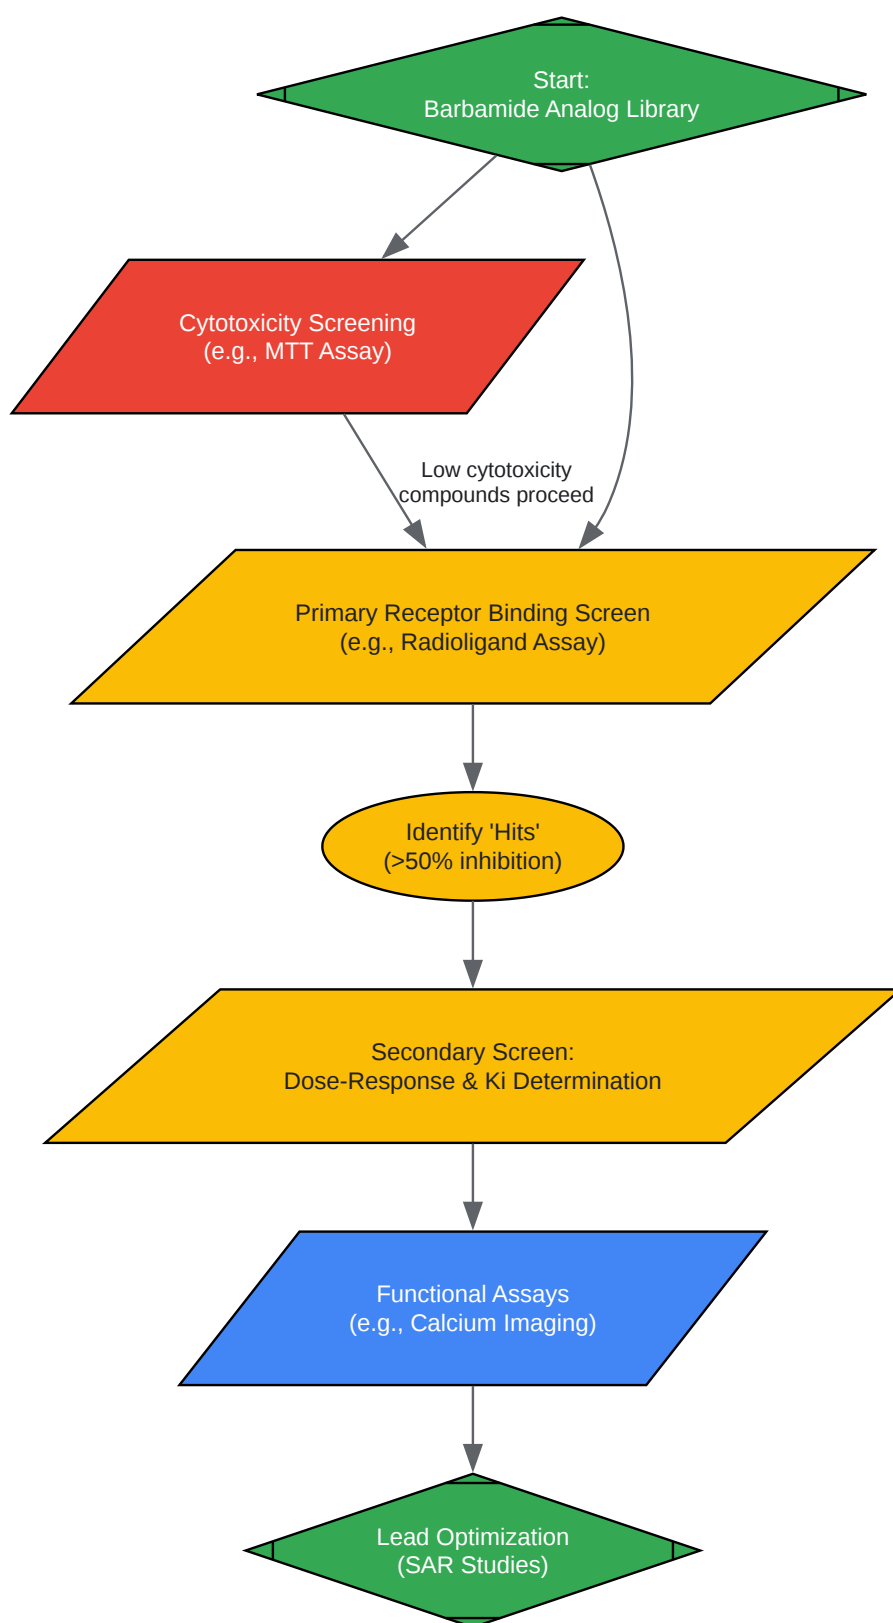 Start:
Barbamide Analog Library
Cytotoxicity Screening
(e.g., MTT Assay)
Low cytotoxicity
compounds proceed
Primary Receptor Binding Screen
(e.g., Radioligand Assay)
Identify 'Hits'
(>50% inhibition)
Secondary Screen:
Dose-Response & Ki Determination
Functional Assays
(e.g., Calcium Imaging)
Lead Optimization
(SAR Studies)